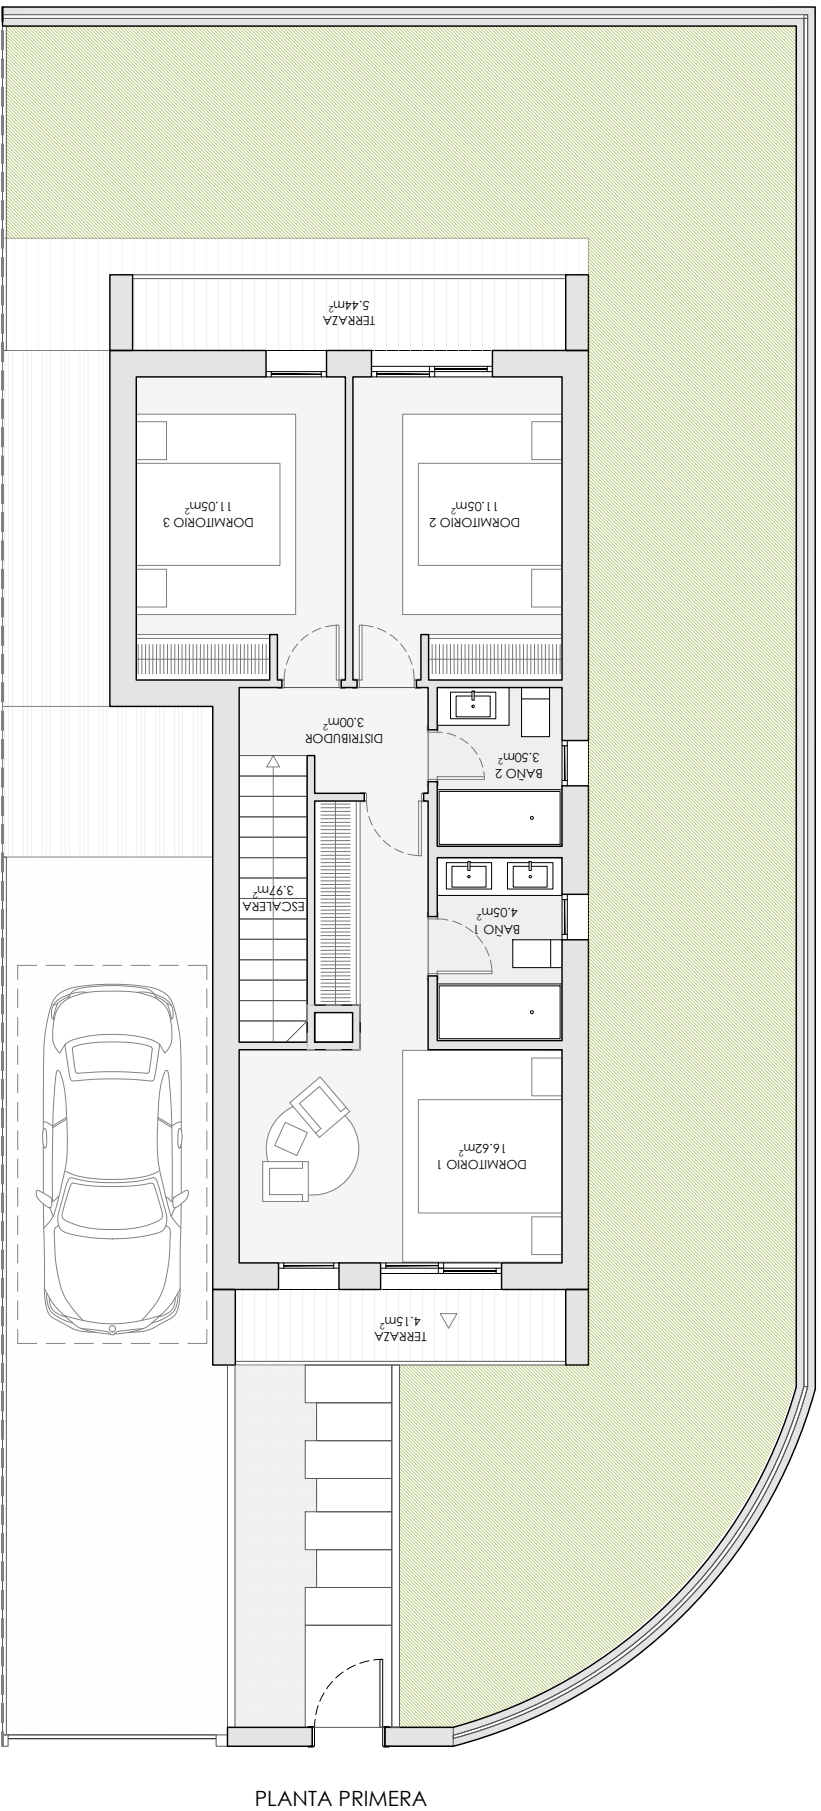 TERRAZA
5.44m²
DORMITORIO 3
11.05m²
DORMITORIO 2
11.05m²
DISTRIBUIDOR
3.00m²
BAÑO 2
3.50m²
ESCALERA
3.97m²
BAÑO 1
4.05m²
DORMITORIO 1
16.62m²
TERRAZA
4.15m²
PLANTA PRIMERA